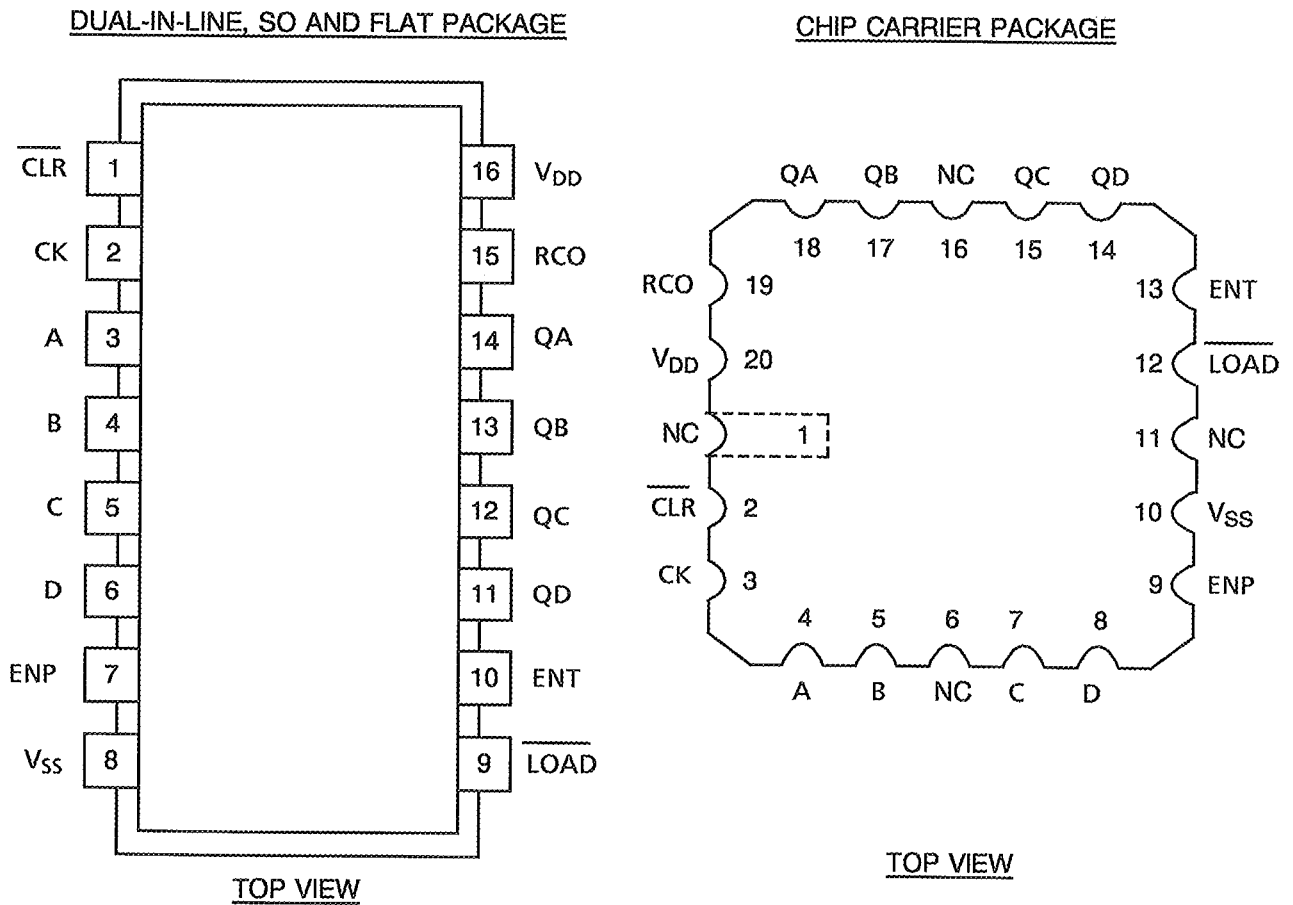 DUAL-IN-LINE, SO AND FLAT PACKAGE
CLR 1 16 VDD
CK 2 15 RCO
A 3 14 QA
B 4 13 QB
C 5 12 QC
D 6 11 QD
ENP 7 10 ENT
VSS 8 9 LOAD
TOP VIEW
CHIP CARRIER PACKAGE
QA QB NC QC QD
18 17 16 15 14
RCO 19 13 ENT
VDD 20 12 LOAD
NC 1 11 NC
CLR 2 10 VSS
CK 3 9 ENP
4 5 6 7 8
A B NC C D
TOP VIEW